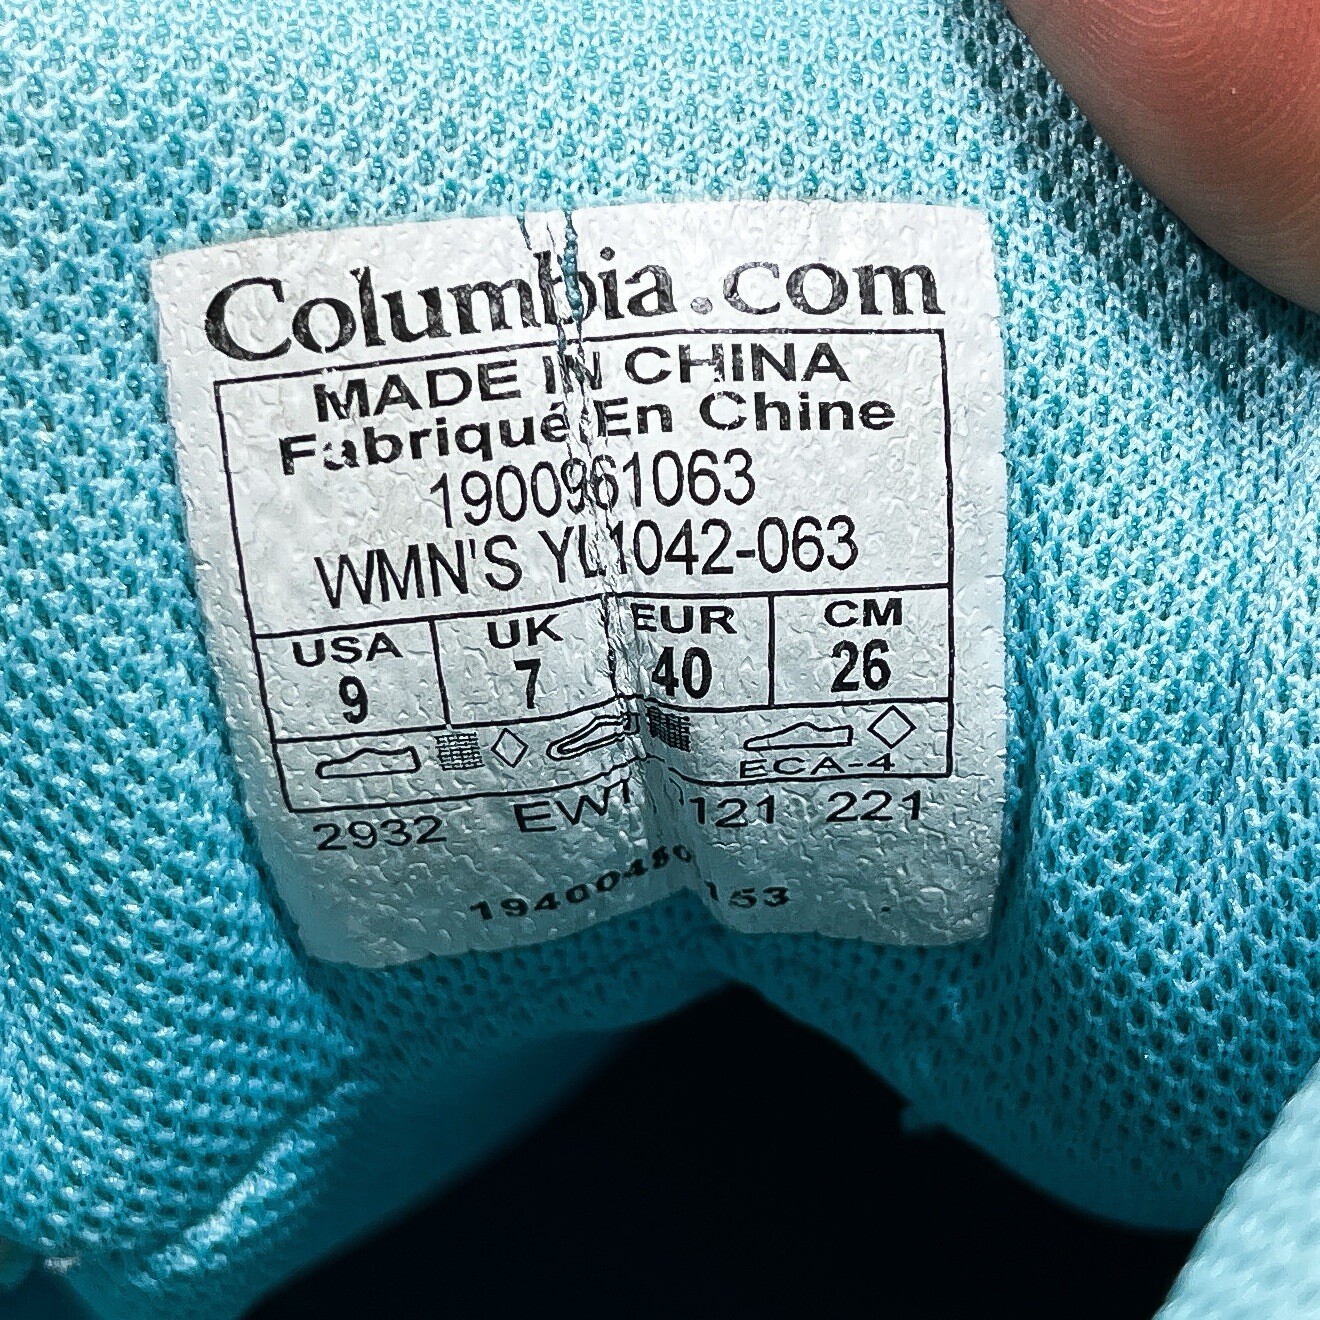 Columbia.com
MADE IN CHINA
Fabriqué En Chine
1900961063
WMN'S YL1042-063
USA UK EUR CM
9 7 40 26
ECA-4
2932 121 221